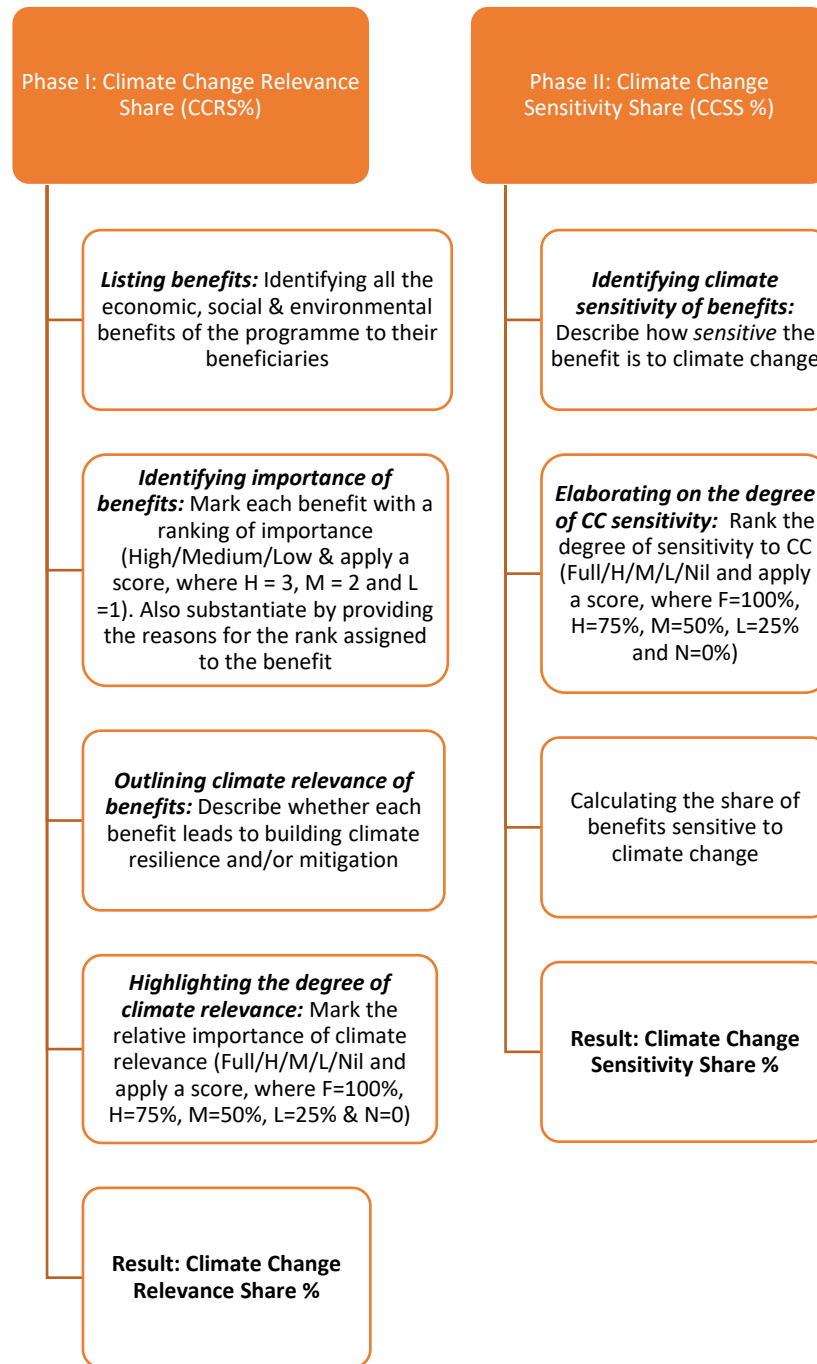 Phase I: Climate Change Relevance
Share (CCRS%)
Listing benefits: Identifying all the
economic, social & environmental
benefits of the programme to their
beneficiaries
Identifying importance of
benefits: Mark each benefit with a
ranking of importance
(High/Medium/Low & apply a
score, where H = 3, M = 2 and L
=1). Also substantiate by providing
the reasons for the rank assigned
to the benefit
Outlining climate relevance of
benefits: Describe whether each
benefit leads to building climate
resilience and/or mitigation
Highlighting the degree of
climate relevance: Mark the
relative importance of climate
relevance (Full/H/M/L/Nil and
apply a score, where F=100%,
H=75%, M=50%, L=25% & N=0)
Result: Climate Change
Relevance Share %
Phase II: Climate Change
Sensitivity Share (CCSS %)
Identifying climate
sensitivity of benefits:
Describe how sensitive the
benefit is to climate change
Elaborating on the degree
of CC sensitivity: Rank the
degree of sensitivity to CC
(Full/H/M/L/Nil and apply
a score, where F=100%,
H=75%, M=50%, L=25%
and N=0%)
Calculating the share of
benefits sensitive to
climate change
Result: Climate Change
Sensitivity Share %